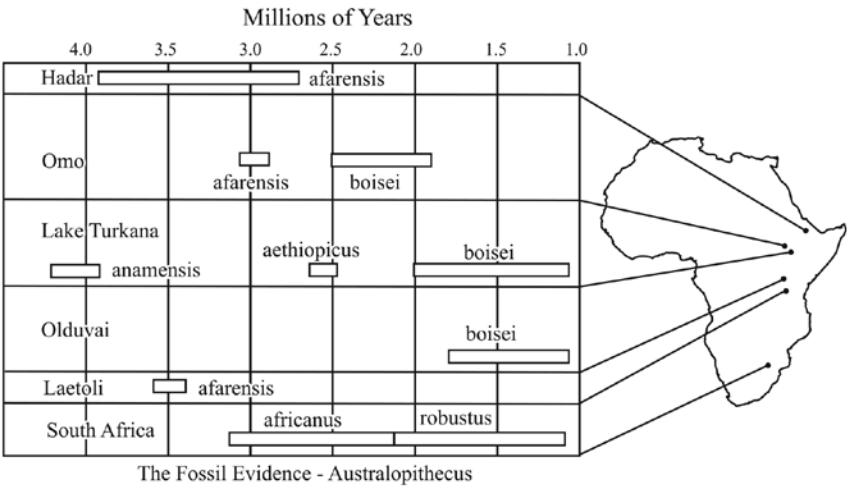 Millions of Years
4.0 3.5 3.0 2.5 2.0 1.5 1.0
Hadar afarensis
Omo
afarensis boisei
Lake Turkana
aethiopicus boisei
anamensis
Olduvai
boisei
Laetoli afarensis
africanus robustus
South Africa
The Fossil Evidence - Australopithecus